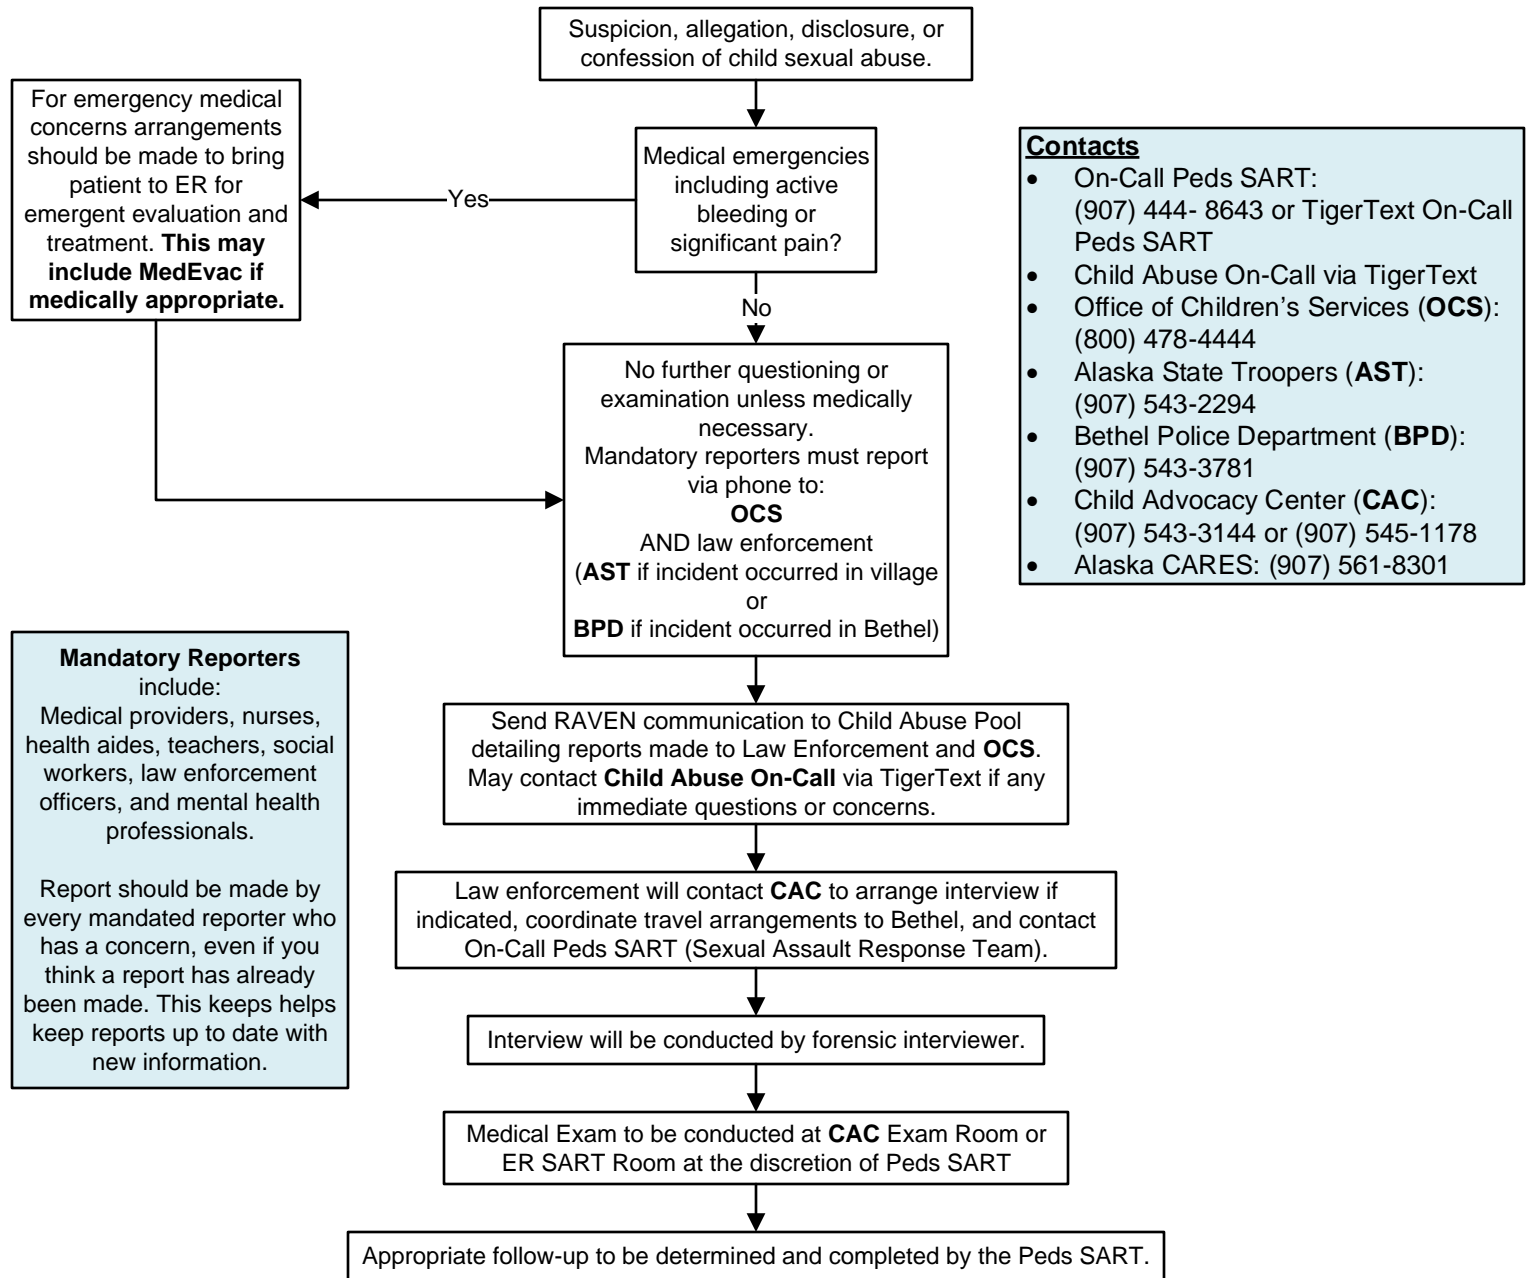 Suspicion, allegation, disclosure, or
confession of child sexual abuse.
For emergency medical
concerns arrangements
should be made to bring
patient to ER for
emergent evaluation and
treatment. This may
include MedEvac if
medically appropriate.
Yes
Medical emergencies
including active
bleeding or
significant pain?
No
Contacts
• On-Call Peds SART:
(907) 444- 8643 or TigerText On-Call
Peds SART
• Child Abuse On-Call via TigerText
• Office of Children’s Services (OCS):
(800) 478-4444
• Alaska State Troopers (AST):
(907) 543-2294
• Bethel Police Department (BPD):
(907) 543-3781
• Child Advocacy Center (CAC):
(907) 543-3144 or (907) 545-1178
• Alaska CARES: (907) 561-8301
No further questioning or
examination unless medically
necessary.
Mandatory reporters must report
via phone to:
OCS
AND law enforcement
(AST if incident occurred in village
or
BPD if incident occurred in Bethel)
Mandatory Reporters
include:
Medical providers, nurses,
health aides, teachers, social
workers, law enforcement
officers, and mental health
professionals.
Report should be made by
every mandated reporter who
has a concern, even if you
think a report has already
been made. This keeps helps
keep reports up to date with
new information.
Send RAVEN communication to Child Abuse Pool
detailing reports made to Law Enforcement and OCS.
May contact Child Abuse On-Call via TigerText if any
immediate questions or concerns.
Law enforcement will contact CAC to arrange interview if
indicated, coordinate travel arrangements to Bethel, and contact
On-Call Peds SART (Sexual Assault Response Team).
Interview will be conducted by forensic interviewer.
Medical Exam to be conducted at CAC Exam Room or
ER SART Room at the discretion of Peds SART
Appropriate follow-up to be determined and completed by the Peds SART.